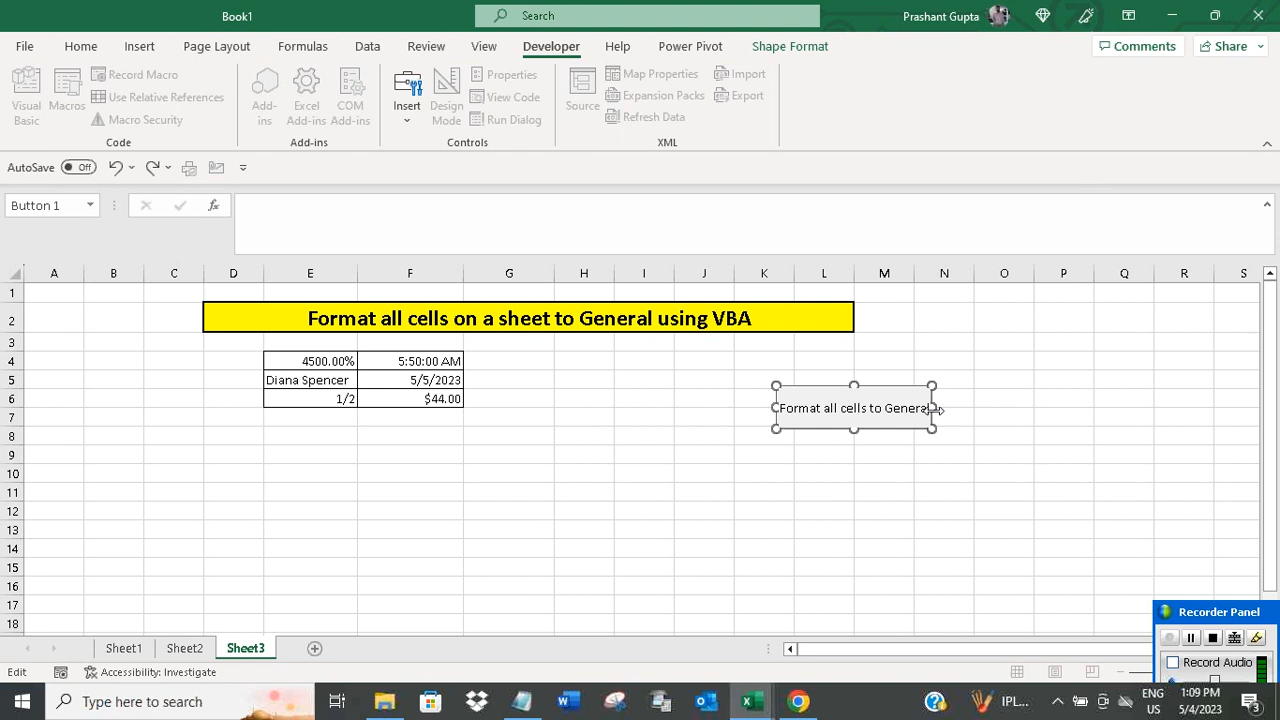 Book1
Search
Prashant Gupta
File Home Insert Page Layout Formulas Data Review View Developer Help Power Pivot Shape Format
Comments Share
Visual Basic
Macros
Record Macro
Use Relative References
Macro Security
Code
Add-ins
Excel Add-ins
COM Add-ins
Add-ins
Insert
Design Mode
Properties
View Code
Run Dialog
Controls
Source
Map Properties
Expansion Packs
Refresh Data
Import
Export
XML
AutoSave Off
Button 1
fx
A B C D E F G H I J K L M N O P Q R S
1
2 Format all cells on a sheet to General using VBA
3
4 4500.00% 5:50:00 AM
5 Diana Spencer 5/5/2023
6 1/2 $44.00
Format all cells to General
7
8
9
10
11
12
13
14
15
16
17
18
Recorder Panel
Record Audio
Sheet1 Sheet2 Sheet3
Edit
Accessibility: Investigate
Type here to search
IPL...
ENG
US
1:09 PM
5/4/2023
3